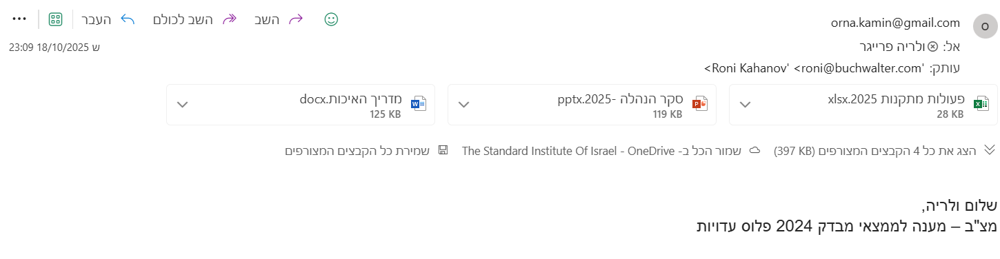 orna.kamin@gmail.com
O
השב
השב לכולם
העבר
אל: ולריה פרייגר
ש 18/10/2025 23:09
עותק: 'Roni Kahanov' <roni@buchwalter.com>
פעולות מתקנות 2025.xlsx
28 KB
סקר הנהלה -2025.pptx
119 KB
מדריך האיכות.docx
125 KB
הצג את כל 4 הקבצים המצורפים (397 KB) שמור הכל ב- The Standard Institute Of Israel - OneDrive שמירת כל הקבצים המצורפים
שלום ולריה,
מצ"ב – מענה לממצאי מבדק 2024 פלוס עדויות